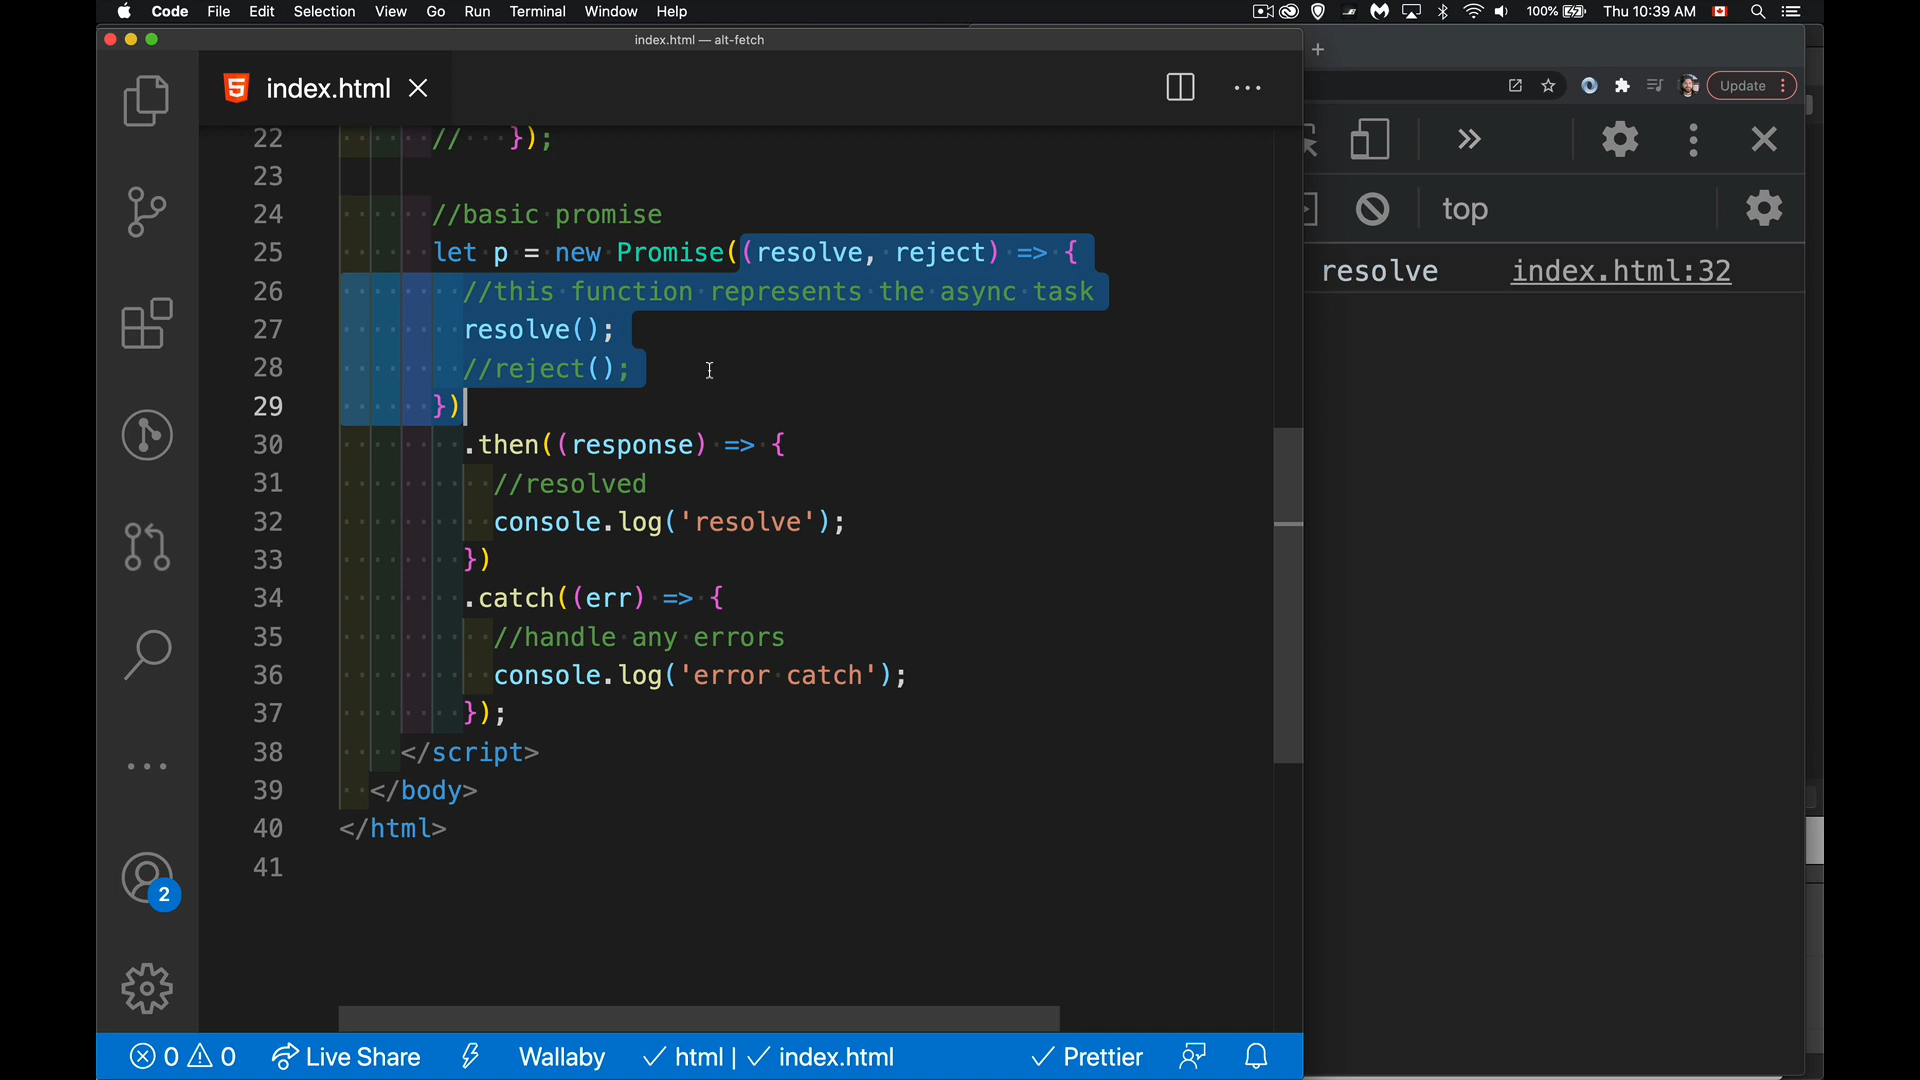 Code File Edit Selection View Go Run Terminal Window Help
100% Thu 10:39 AM
index.html — alt-fetch
index.html
Update
top
resolve index.html:32
22 // });
23
24 //basic promise
25 let p = new Promise((resolve, reject) => {
26 //this function represents the async task
27 resolve();
28 //reject();
29 })
30 .then((response) => {
31 //resolved
32 console.log('resolve');
33 })
34 .catch((err) => {
35 //handle any errors
36 console.log('error catch');
37 });
38 </script>
39 </body>
40 </html>
41
2
0 0 Live Share Wallaby html | index.html Prettier